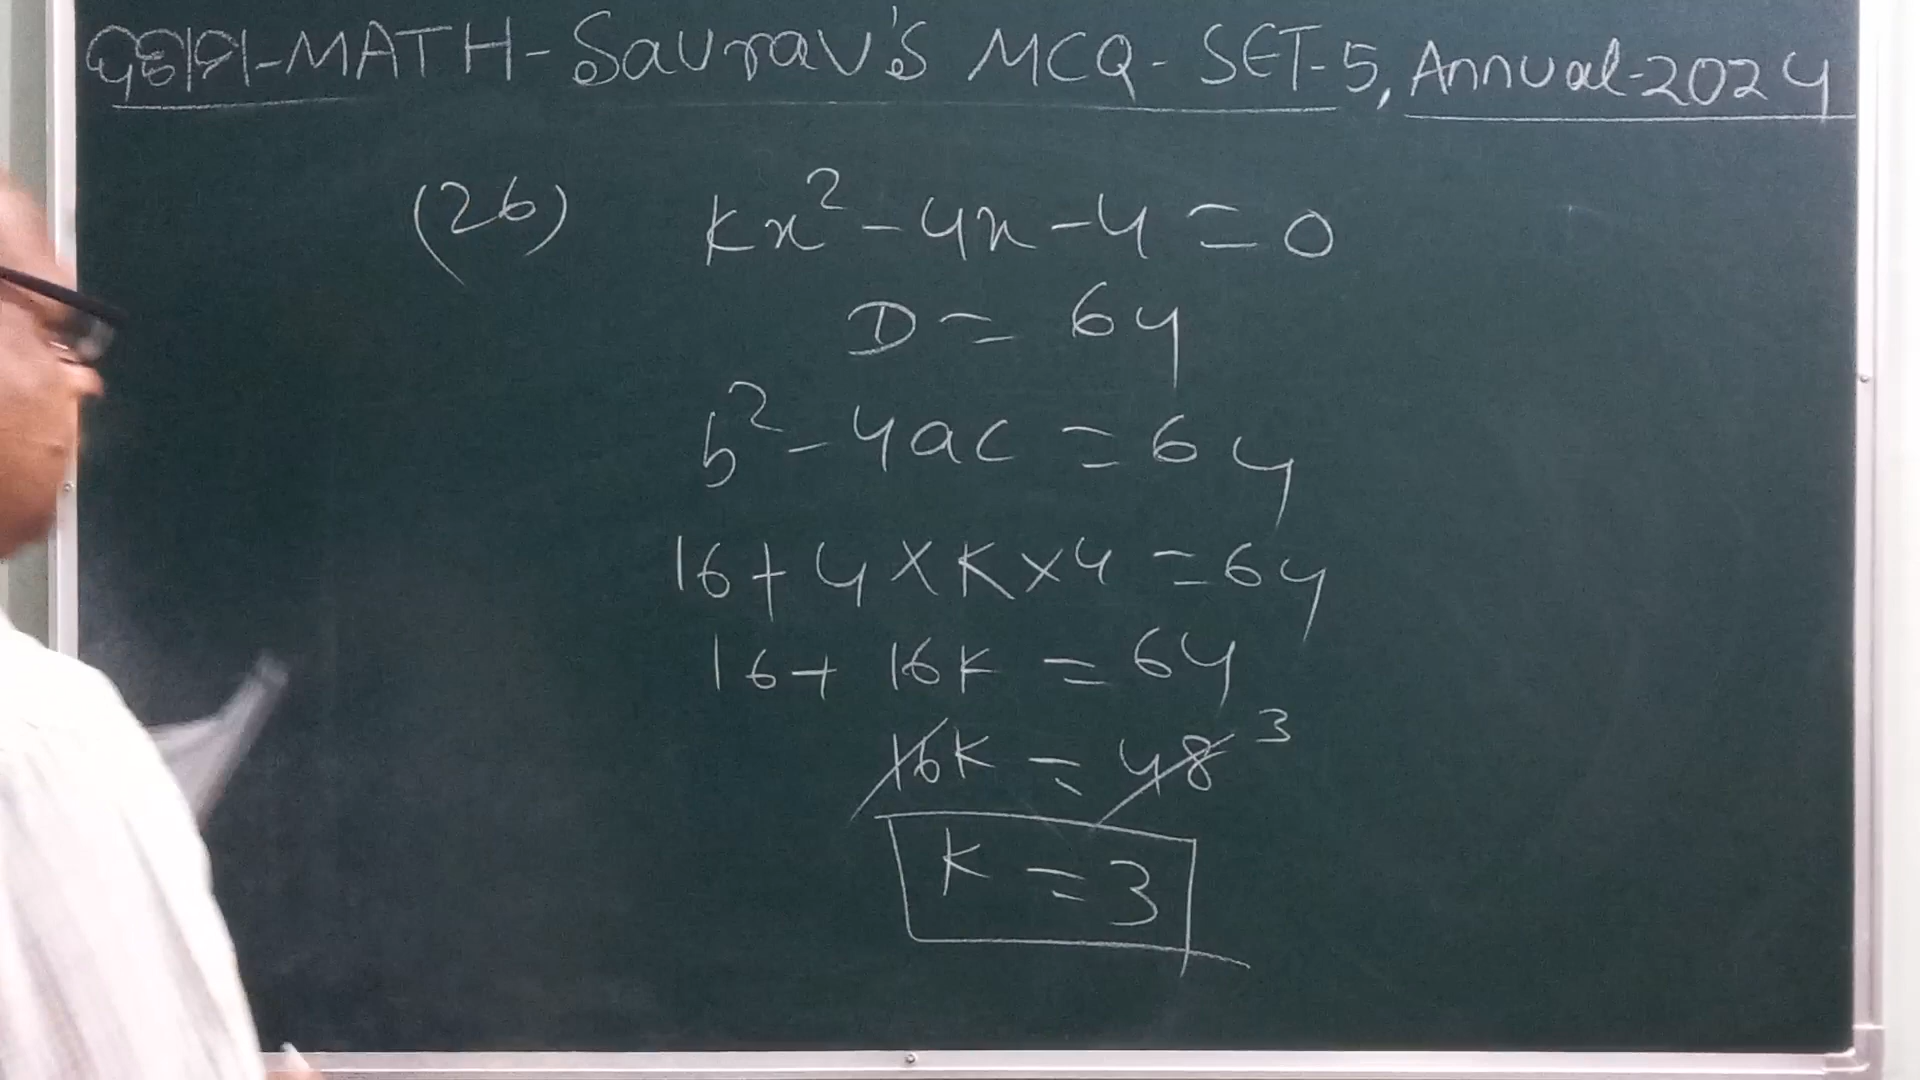 -MATH-Saurav's MCQ- SET-5, Annual-2024
(26) Kx² - 4x - 4 = 0
D = 64
b² - 4ac = 64
16 + 4 × K × 4 = 64
16 + 16K = 64
16K = 48 3
K = 3